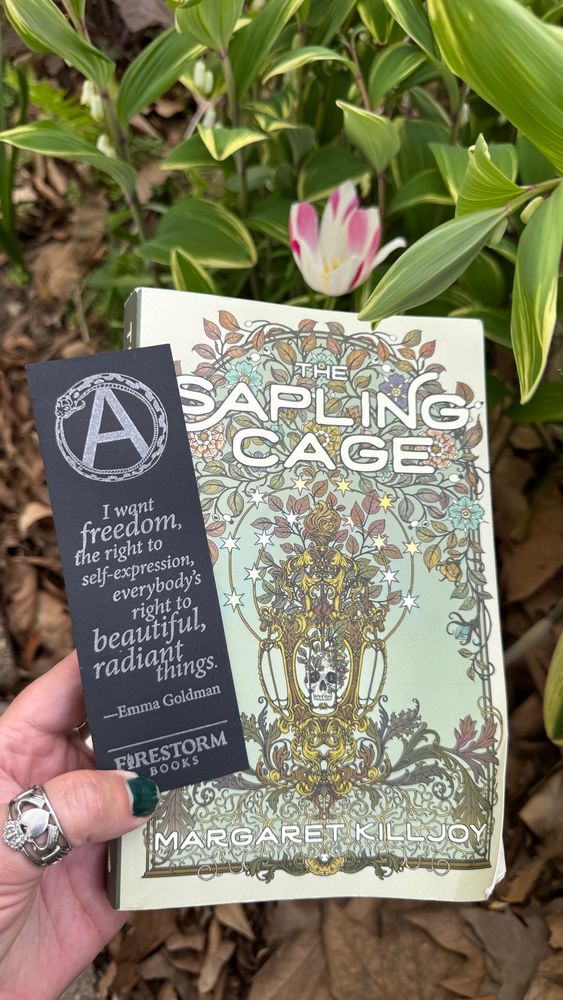 A
I want
freedom,
the right to
self-expression,
everybody's
right to
beautiful,
radiant
things.
—Emma Goldman
FIRESTORM
BOOKS
THE
SAPLING
CAGE
MARGARET KILLJOY